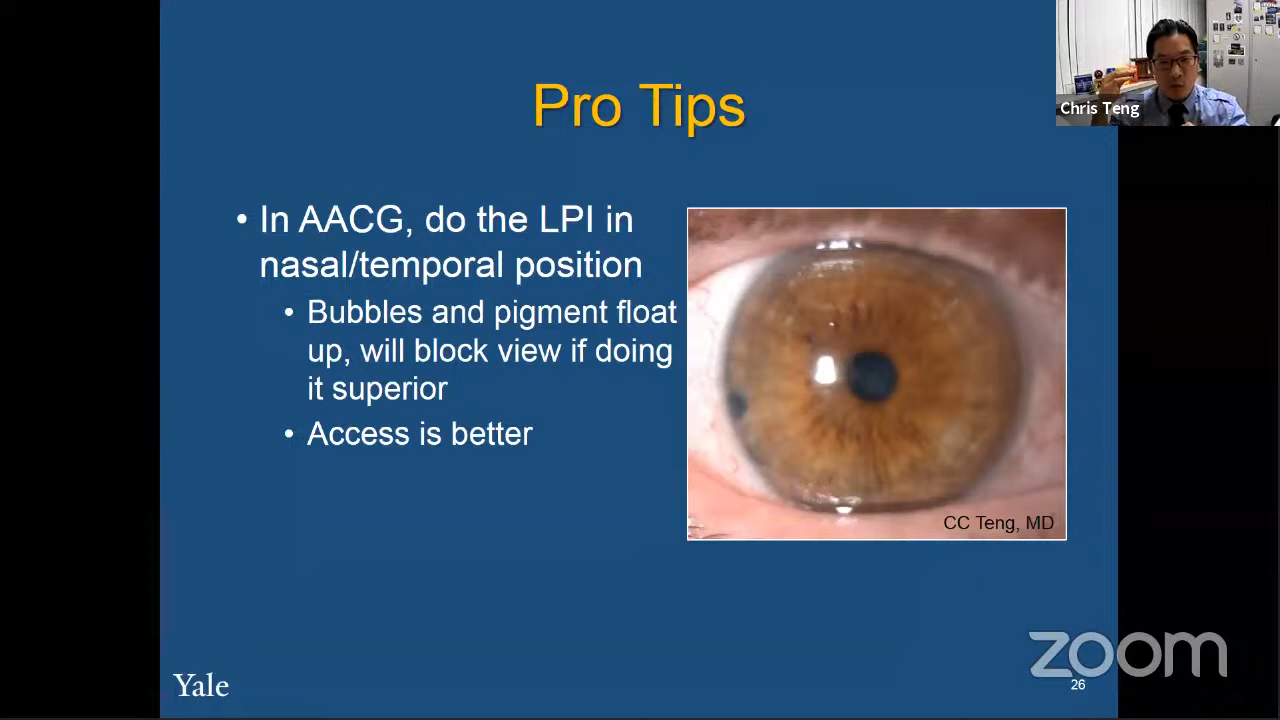 Chris Teng
Pro Tips
• In AACG, do the LPI in
nasal/temporal position
• Bubbles and pigment float
up, will block view if doing
it superior
• Access is better
CC Teng, MD
zoom
26
Yale